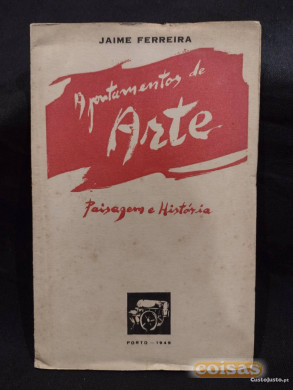 JAIME FERREIRA
Apontamentos de
Arte
Paisagem e História
PORTO - 1949
coisas
CustoJusto.pt